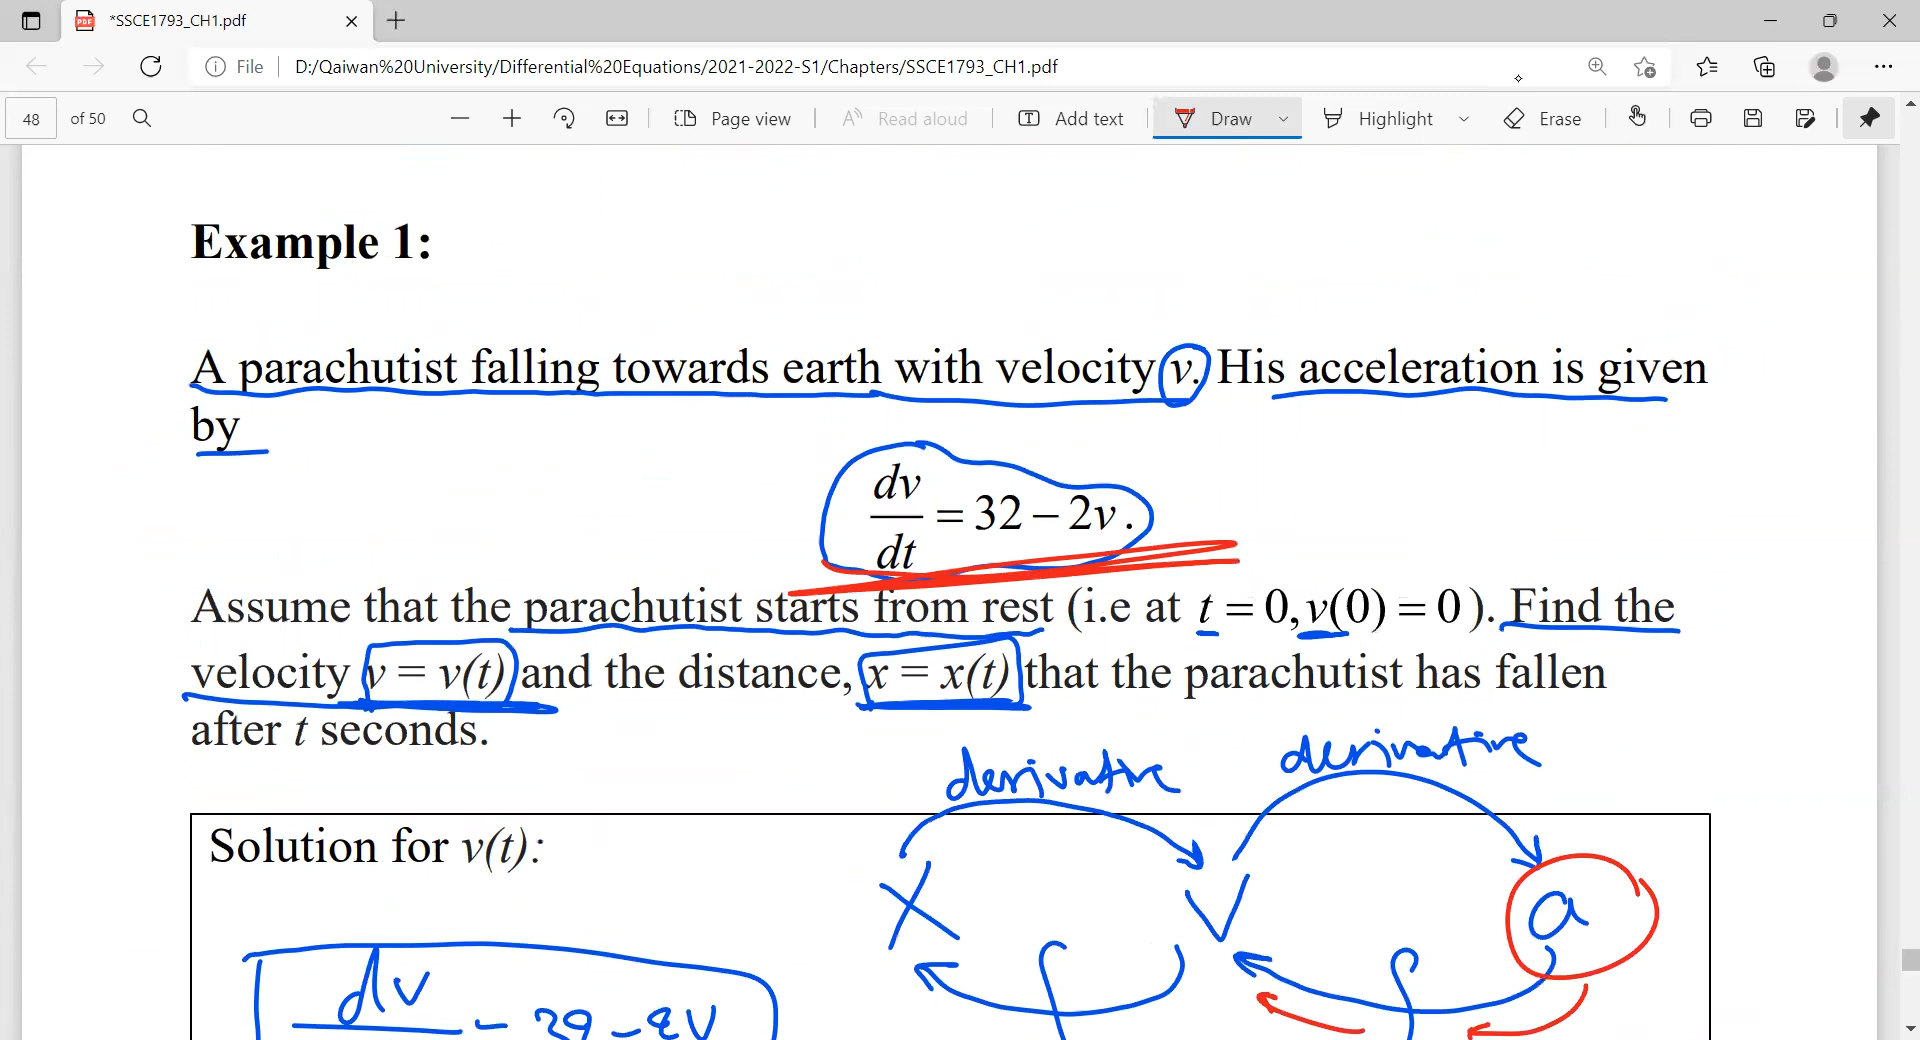 *SSCE1793_CH1.pdf
File D:/Qaiwan%20University/Differential%20Equations/2021-2022-S1/Chapters/SSCE1793_CH1.pdf
48 of 50 Page view Read aloud Add text Draw Highlight Erase
Example 1:
A parachutist falling towards earth with velocity v. His acceleration is given
by
dv/dt = 32 − 2v.
Assume that the parachutist starts from rest (i.e at t = 0, v(0) = 0 ). Find the
velocity v = v(t) and the distance, x = x(t) that the parachutist has fallen
after t seconds.
derivative derivative
Solution for v(t):
X V a
dv